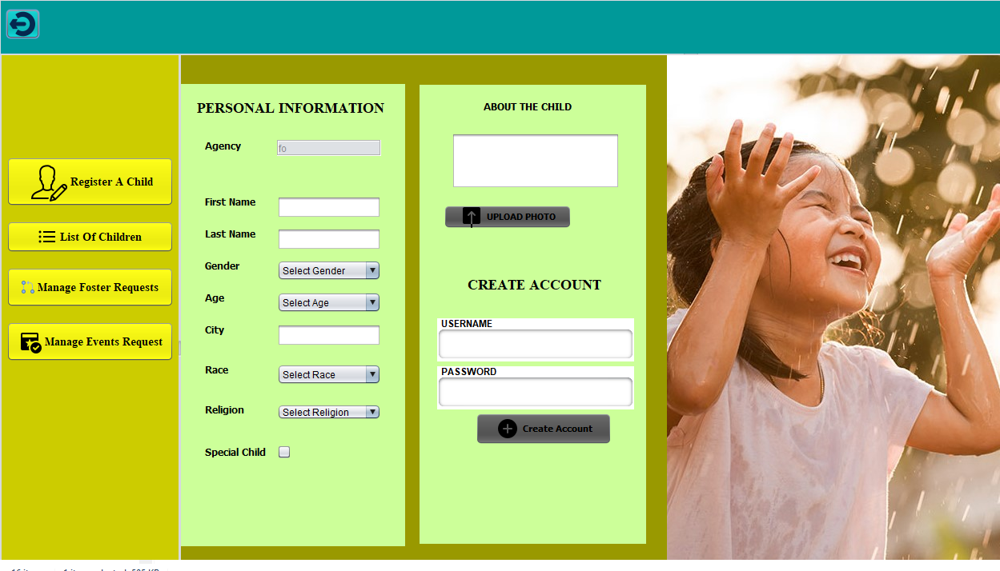 Register A Child
List Of Children
Manage Foster Requests
Manage Events Request
PERSONAL INFORMATION
Agency
fo
First Name
Last Name
Gender
Select Gender
Age
Select Age
City
Race
Select Race
Religion
Select Religion
Special Child
ABOUT THE CHILD
UPLOAD PHOTO
CREATE ACCOUNT
USERNAME
PASSWORD
Create Account